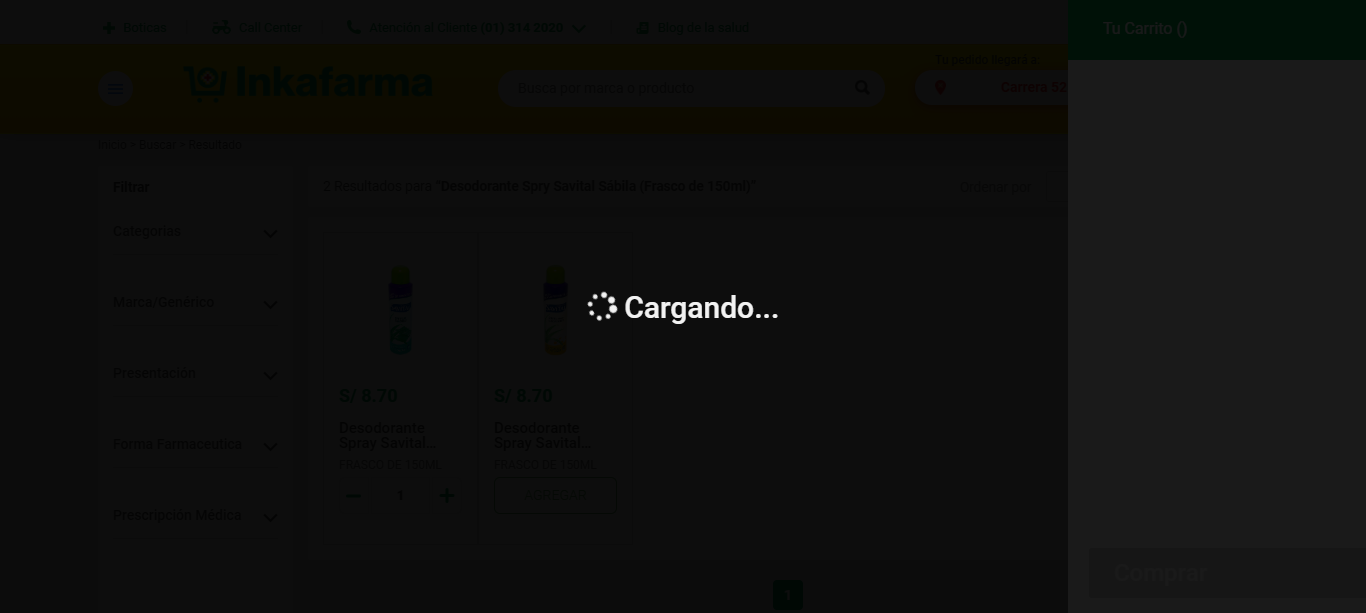 Boticas
Call Center
Atención al Cliente (01) 314 2020
Blog de la salud
Tu Carrito ()
Inkafarma
Busca por marca o producto
Tu pedido llegará a:
Carrera 52
Inicio > Buscar > Resultado
Filtrar
2 Resultados para "Desodorante Spry Savital Sábila (Frasco de 150ml)"
Ordenar por
Categorías
Marca/Genérico
Presentación
Forma Farmaceutica
Prescripción Médica
Cargando...
S/ 8.70
Desodorante
Spray Savital...
FRASCO DE 150ML
1
S/ 8.70
Desodorante
Spray Savital...
FRASCO DE 150ML
AGREGAR
Comprar
1